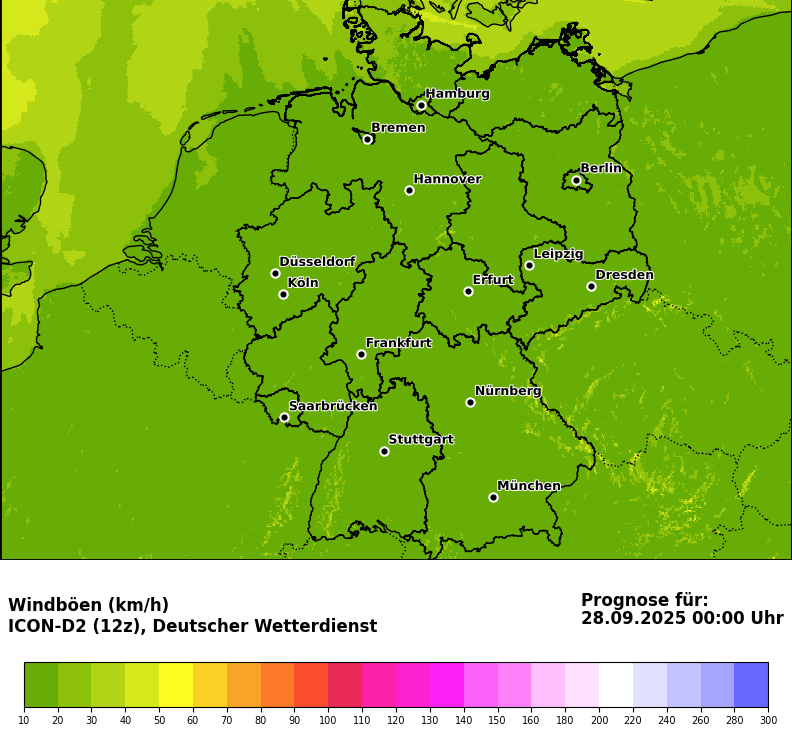 Hamburg
Bremen
Berlin
Hannover
Leipzig
Düsseldorf
Dresden
Köln
Erfurt
Frankfurt
Nürnberg
Saarbrücken
Stuttgart
München
Windböen (km/h)
ICON-D2 (12z), Deutscher Wetterdienst
Prognose für:
28.09.2025 00:00 Uhr
10 20 30 40 50 60 70 80 90 100 110 120 130 140 150 160 180 200 220 240 260 280 300